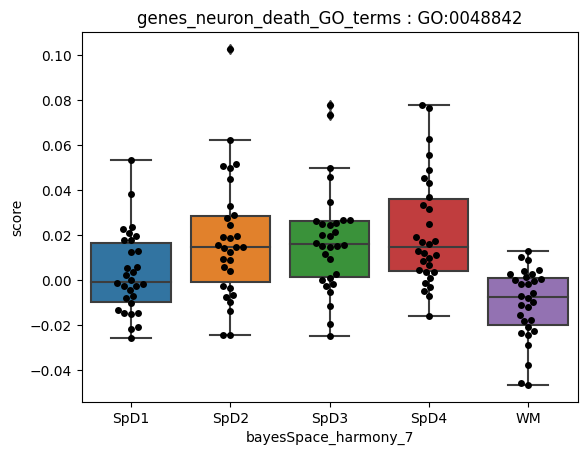 genes_neuron_death_GO_terms : GO:0048842
0.10
0.08
0.06
0.04
0.02
0.00
−0.02
−0.04
score
SpD1 SpD2 SpD3 SpD4 WM
bayesSpace_harmony_7